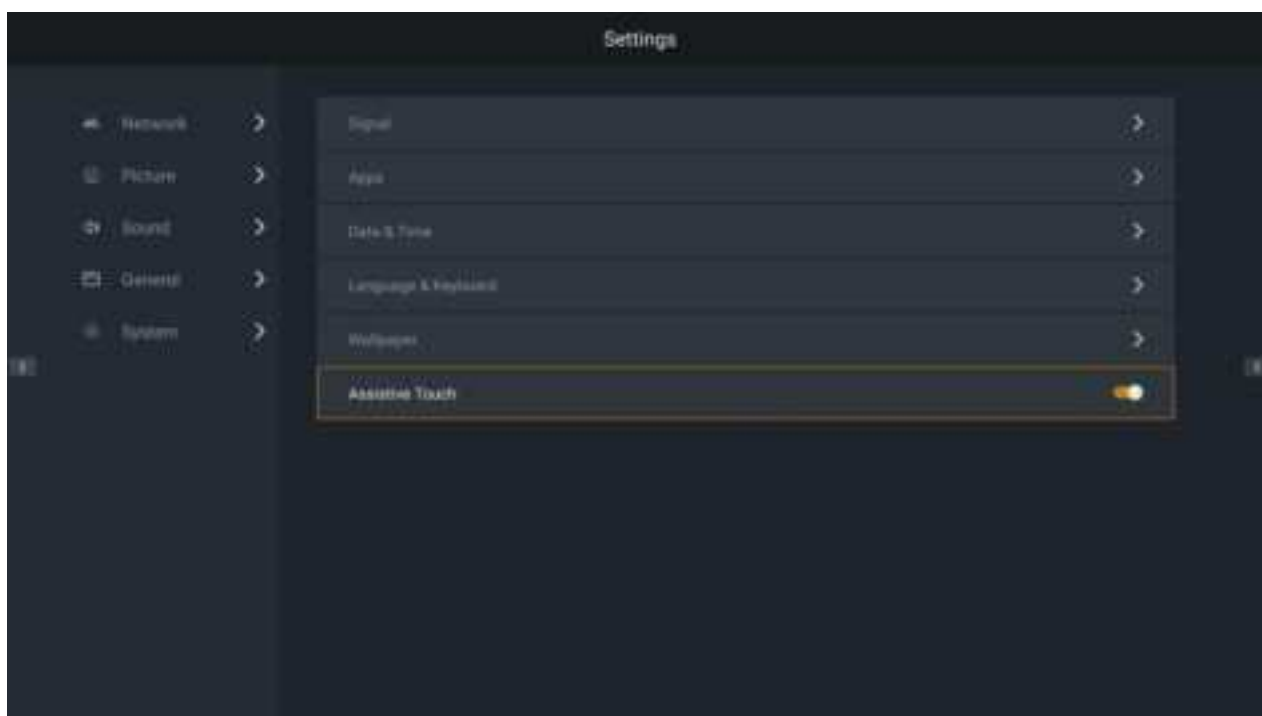 Settings
Network
Picture
Sound
General
System
Signal
Apps
Date & Time
Language & Keyboard
Wallpaper
Assistive Touch